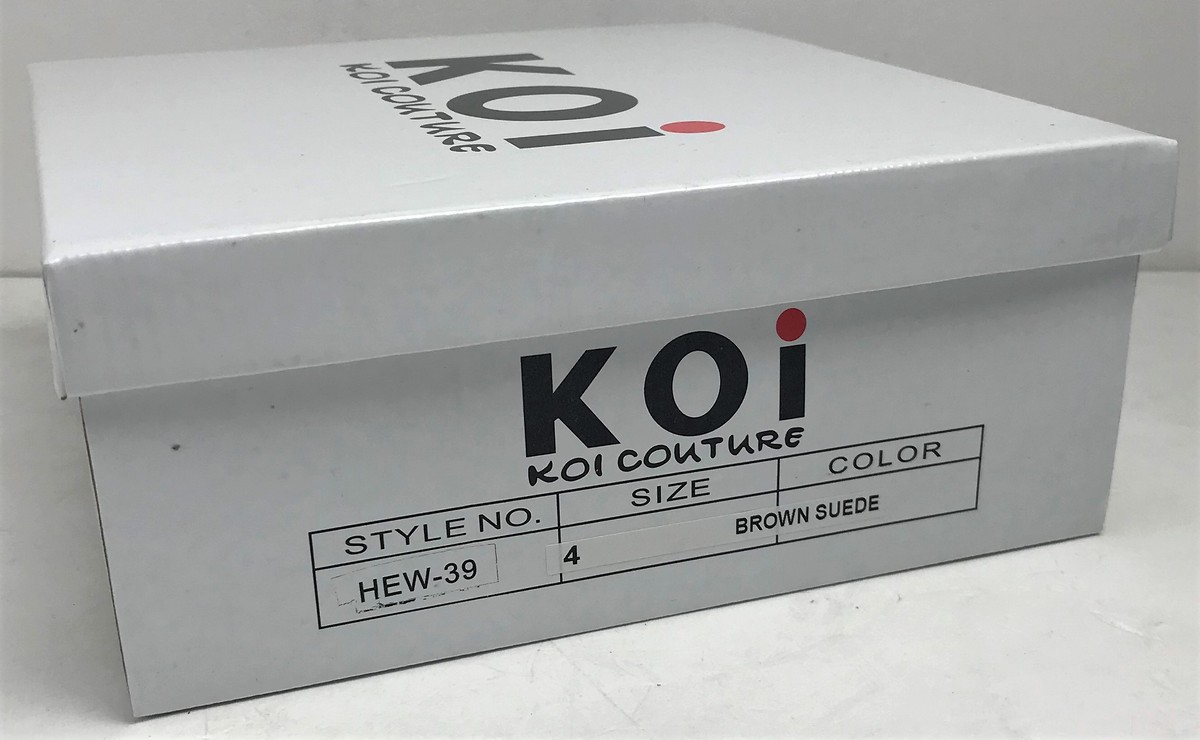 KOi
KOI COUTURE
KOi
KOI COUTURE
STYLE NO. SIZE COLOR
HEW-39 4 BROWN SUEDE